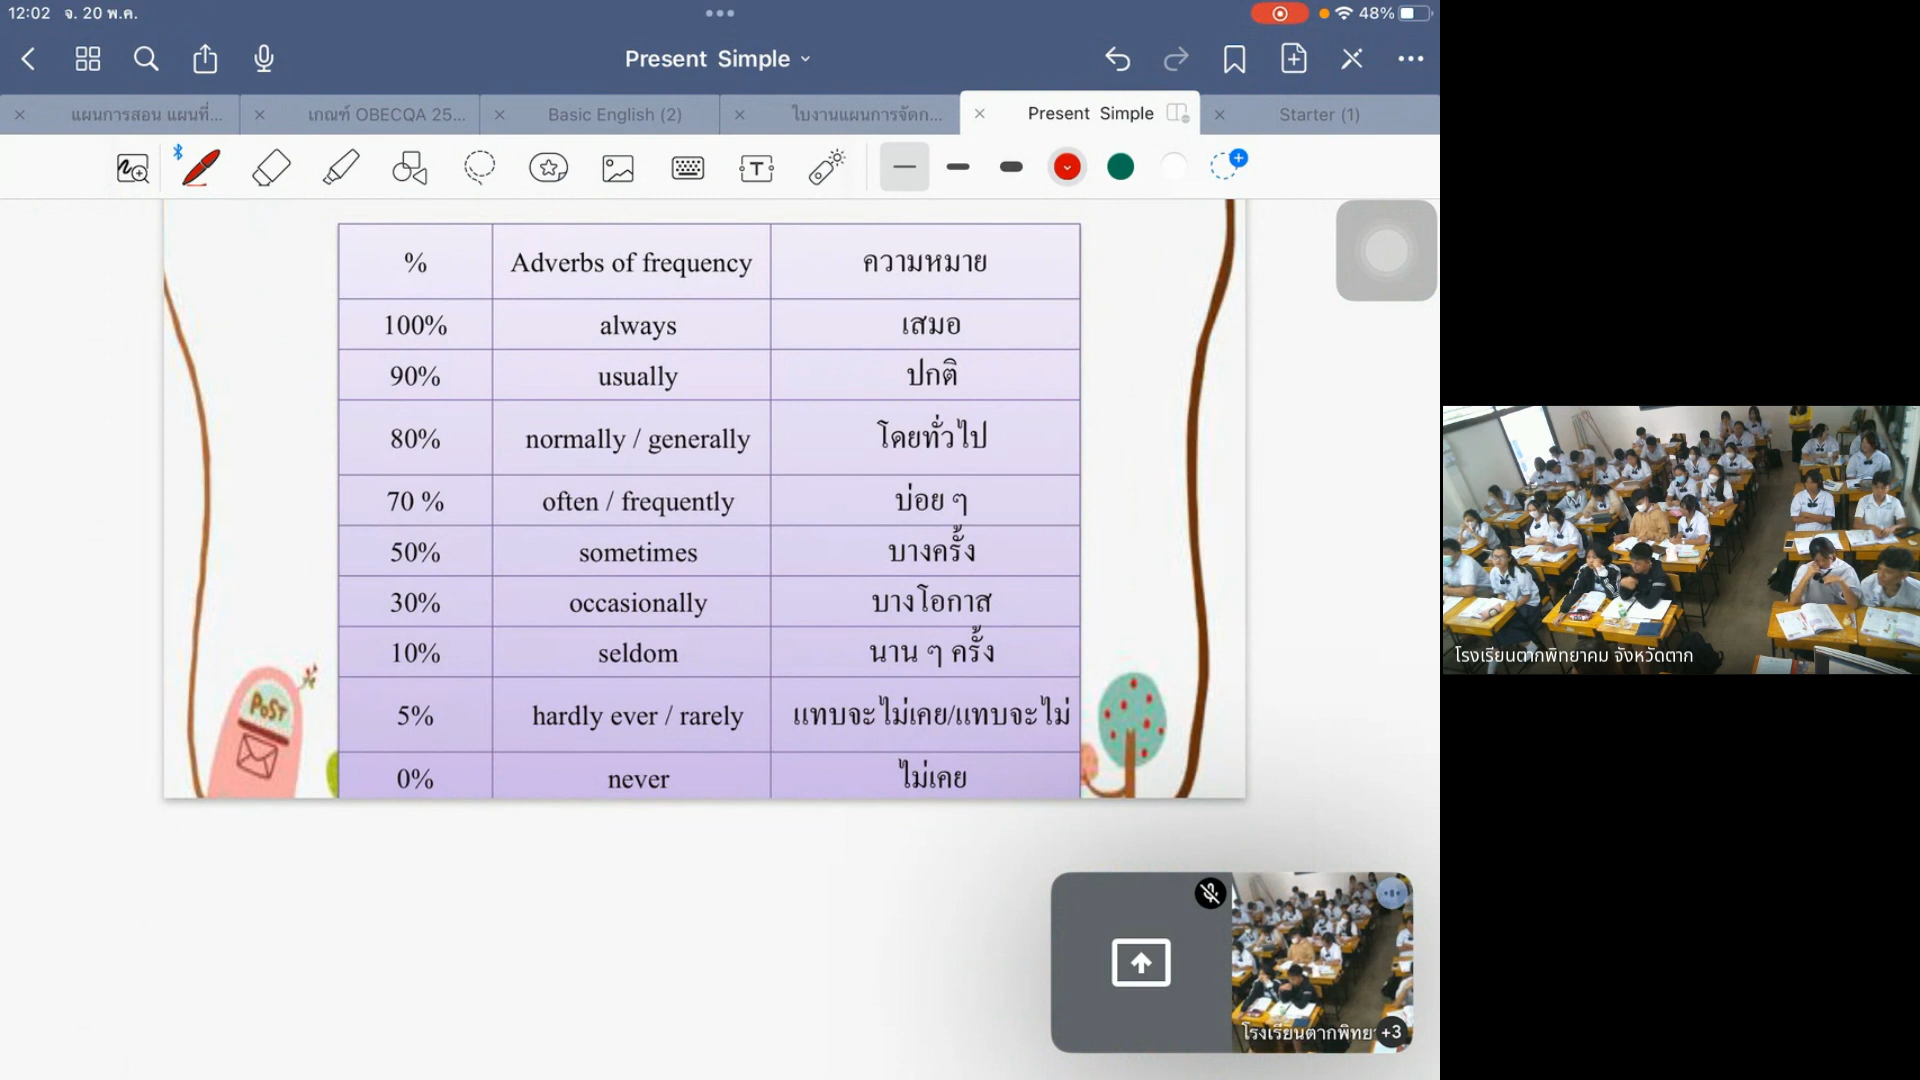 12:02 จ. 20 พ.ค.
48%
Present Simple
แผนการสอน แผนที่...
เกณฑ์ OBECQA 25...
Basic English (2)
ใบงานแผนการจัดก...
Present Simple
Starter (1)
% Adverbs of frequency ความหมาย
100% always เสมอ
90% usually ปกติ
80% normally / generally โดยทั่วไป
70 % often / frequently บ่อย ๆ
50% sometimes บางครั้ง
30% occasionally บางโอกาส
10% seldom นาน ๆ ครั้ง
5% hardly ever / rarely แทบจะไม่เคย/แทบจะไม่
0% never ไม่เคย
POST
โรงเรียนตากพิทยาคม จังหวัดตาก
โรงเรียนตากพิทยา +3